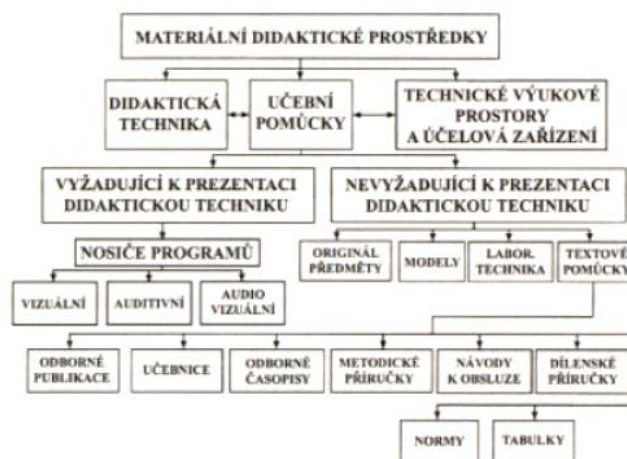 MATERIÁLNÍ DIDAKTICKÉ PROSTŘEDKY
DIDAKTICKÁ
TECHNIKA
UČEBNÍ
POMŮCKY
TECHNICKÉ VÝUKOVÉ
PROSTORY
A ÚČELOVÁ ZAŘÍZENÍ
VYŽADUJÍCÍ K PREZENTACI
DIDAKTICKOU TECHNIKU
NEVYŽADUJÍCÍ K PREZENTACI
DIDAKTICKOU TECHNIKU
NOSIČE PROGRAMŮ
ORIGINÁL
PŘEDMĚTY
MODELY
LABOR.
TECHNIKA
TEXTOVÉ
POMŮCKY
VIZUÁLNÍ
AUDITIVNÍ
AUDIO
VIZUÁLNÍ
ODBORNÉ
PUBLIKACE
UČEBNICE
ODBORNÉ
ČASOPISY
METODICKÉ
PŘÍRUČKY
NÁVODY
K OBSLUZE
DÍLENSKÉ
PŘÍRUČKY
NORMY
TABULKY